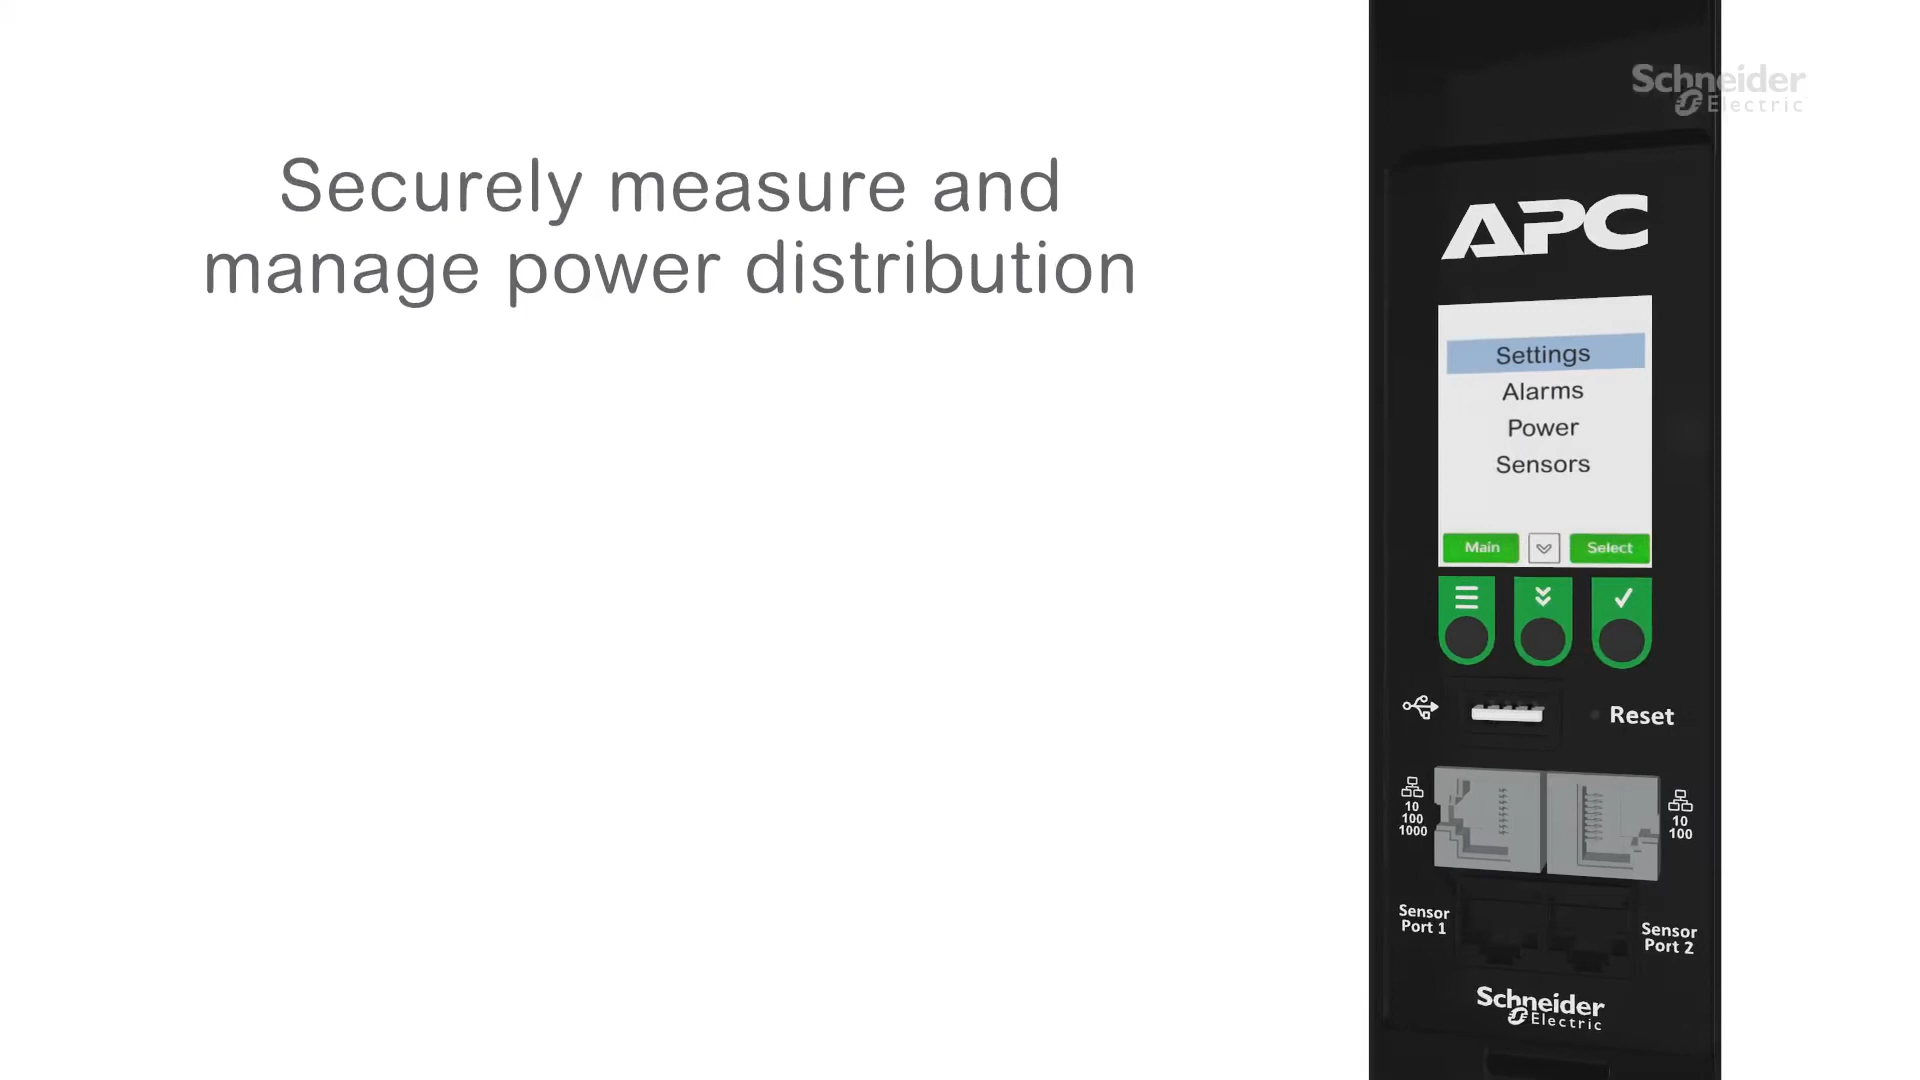 Securely measure and
manage power distribution
Schneider
Electric
APC
Settings
Alarms
Power
Sensors
Main
Select
Reset
10
100
1000
10
100
Sensor
Port 1
Sensor
Port 2
Schneider
Electric